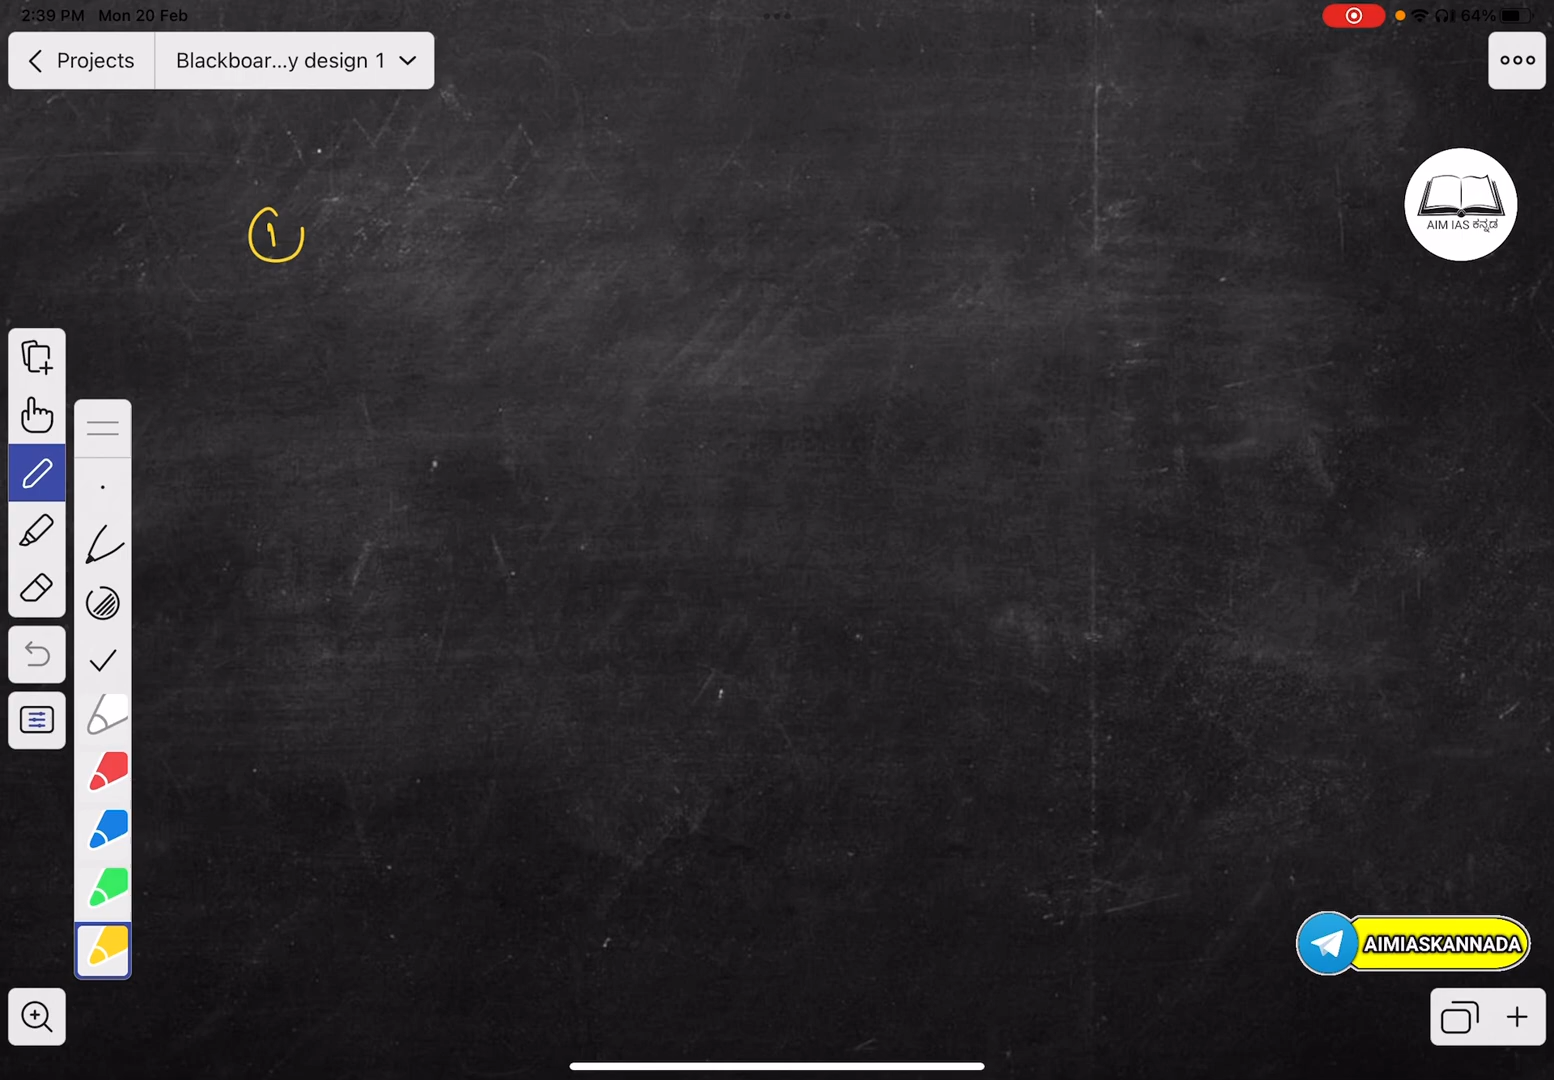 2:39 PM Mon 20 Feb
64%
Projects
Blackboar...y design 1
AIM IAS ಕನ್ನಡ
1
AIMIASKANNADA